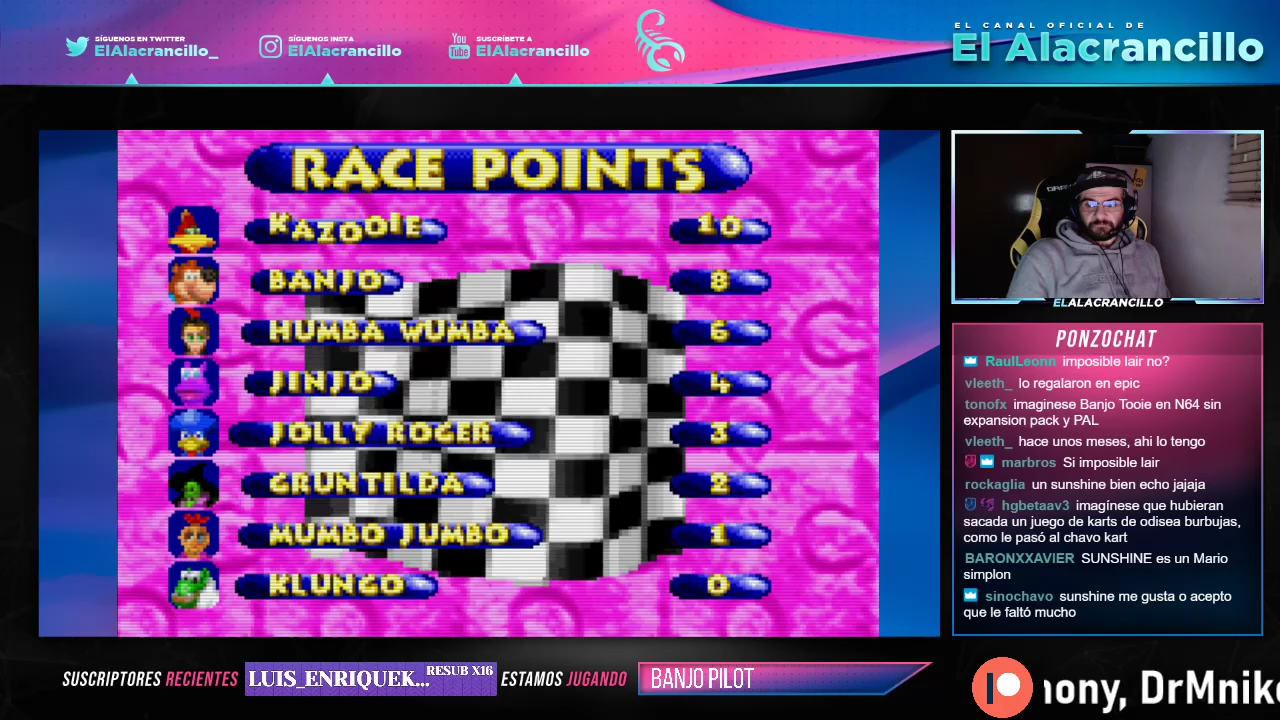 SÍGUENOS EN TWITTER
ElAlacrancillo_
SÍGUENOS INSTA
ElAlacrancillo
You Tube
SUSCRÍBETE A
ElAlacrancillo
EL CANAL OFICIAL DE
El Alacrancillo
RACE POINTS
KAZOOIE 10
BANJO 8
HUMBA WUMBA 6
JINJO 4
JOLLY ROGER 3
GRUNTILDA 2
MUMBO JUMBO 1
KLUNGO 0
ELALACRANCILLO
PONZOCHAT
RaulLeonn imposible lair no?
vleeth_ lo regalaron en epic
tonofx imaginese Banjo Tooie en N64 sin
expansion pack y PAL
vleeth_ hace unos meses, ahi lo tengo
marbros Si imposible lair
rockaglia un sunshine bien echo jajaja
hgbetaav3 imaginese que hubieran
sacada un juego de karts de odisea burbujas,
como le pasó al chavo kart
BARONXXAVIER SUNSHINE es un Mario
simplon
sinochavo sunshine me gusta o acepto
que le faltó mucho
SUSCRIPTORES RECIENTES
LUIS_ENRIQUEK...
RESUB X16
ESTAMOS JUGANDO
BANJO PILOT
hony, DrMnik